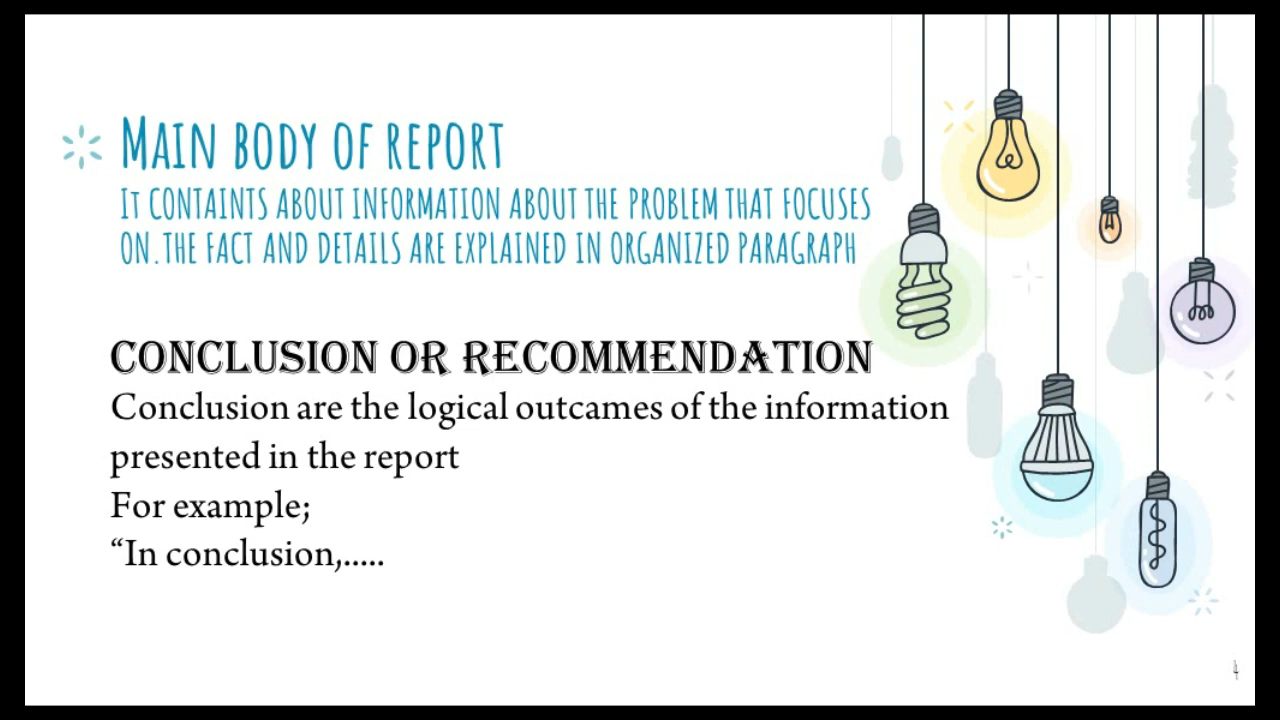 Main body of report
It containts about information about the problem that focuses
on.The fact and details are explained in organized paragraph
CONCLUSION OR RECOMMENDATION
Conclusion are the logical outcames of the information
presented in the report
For example;
“In conclusion,.....
4